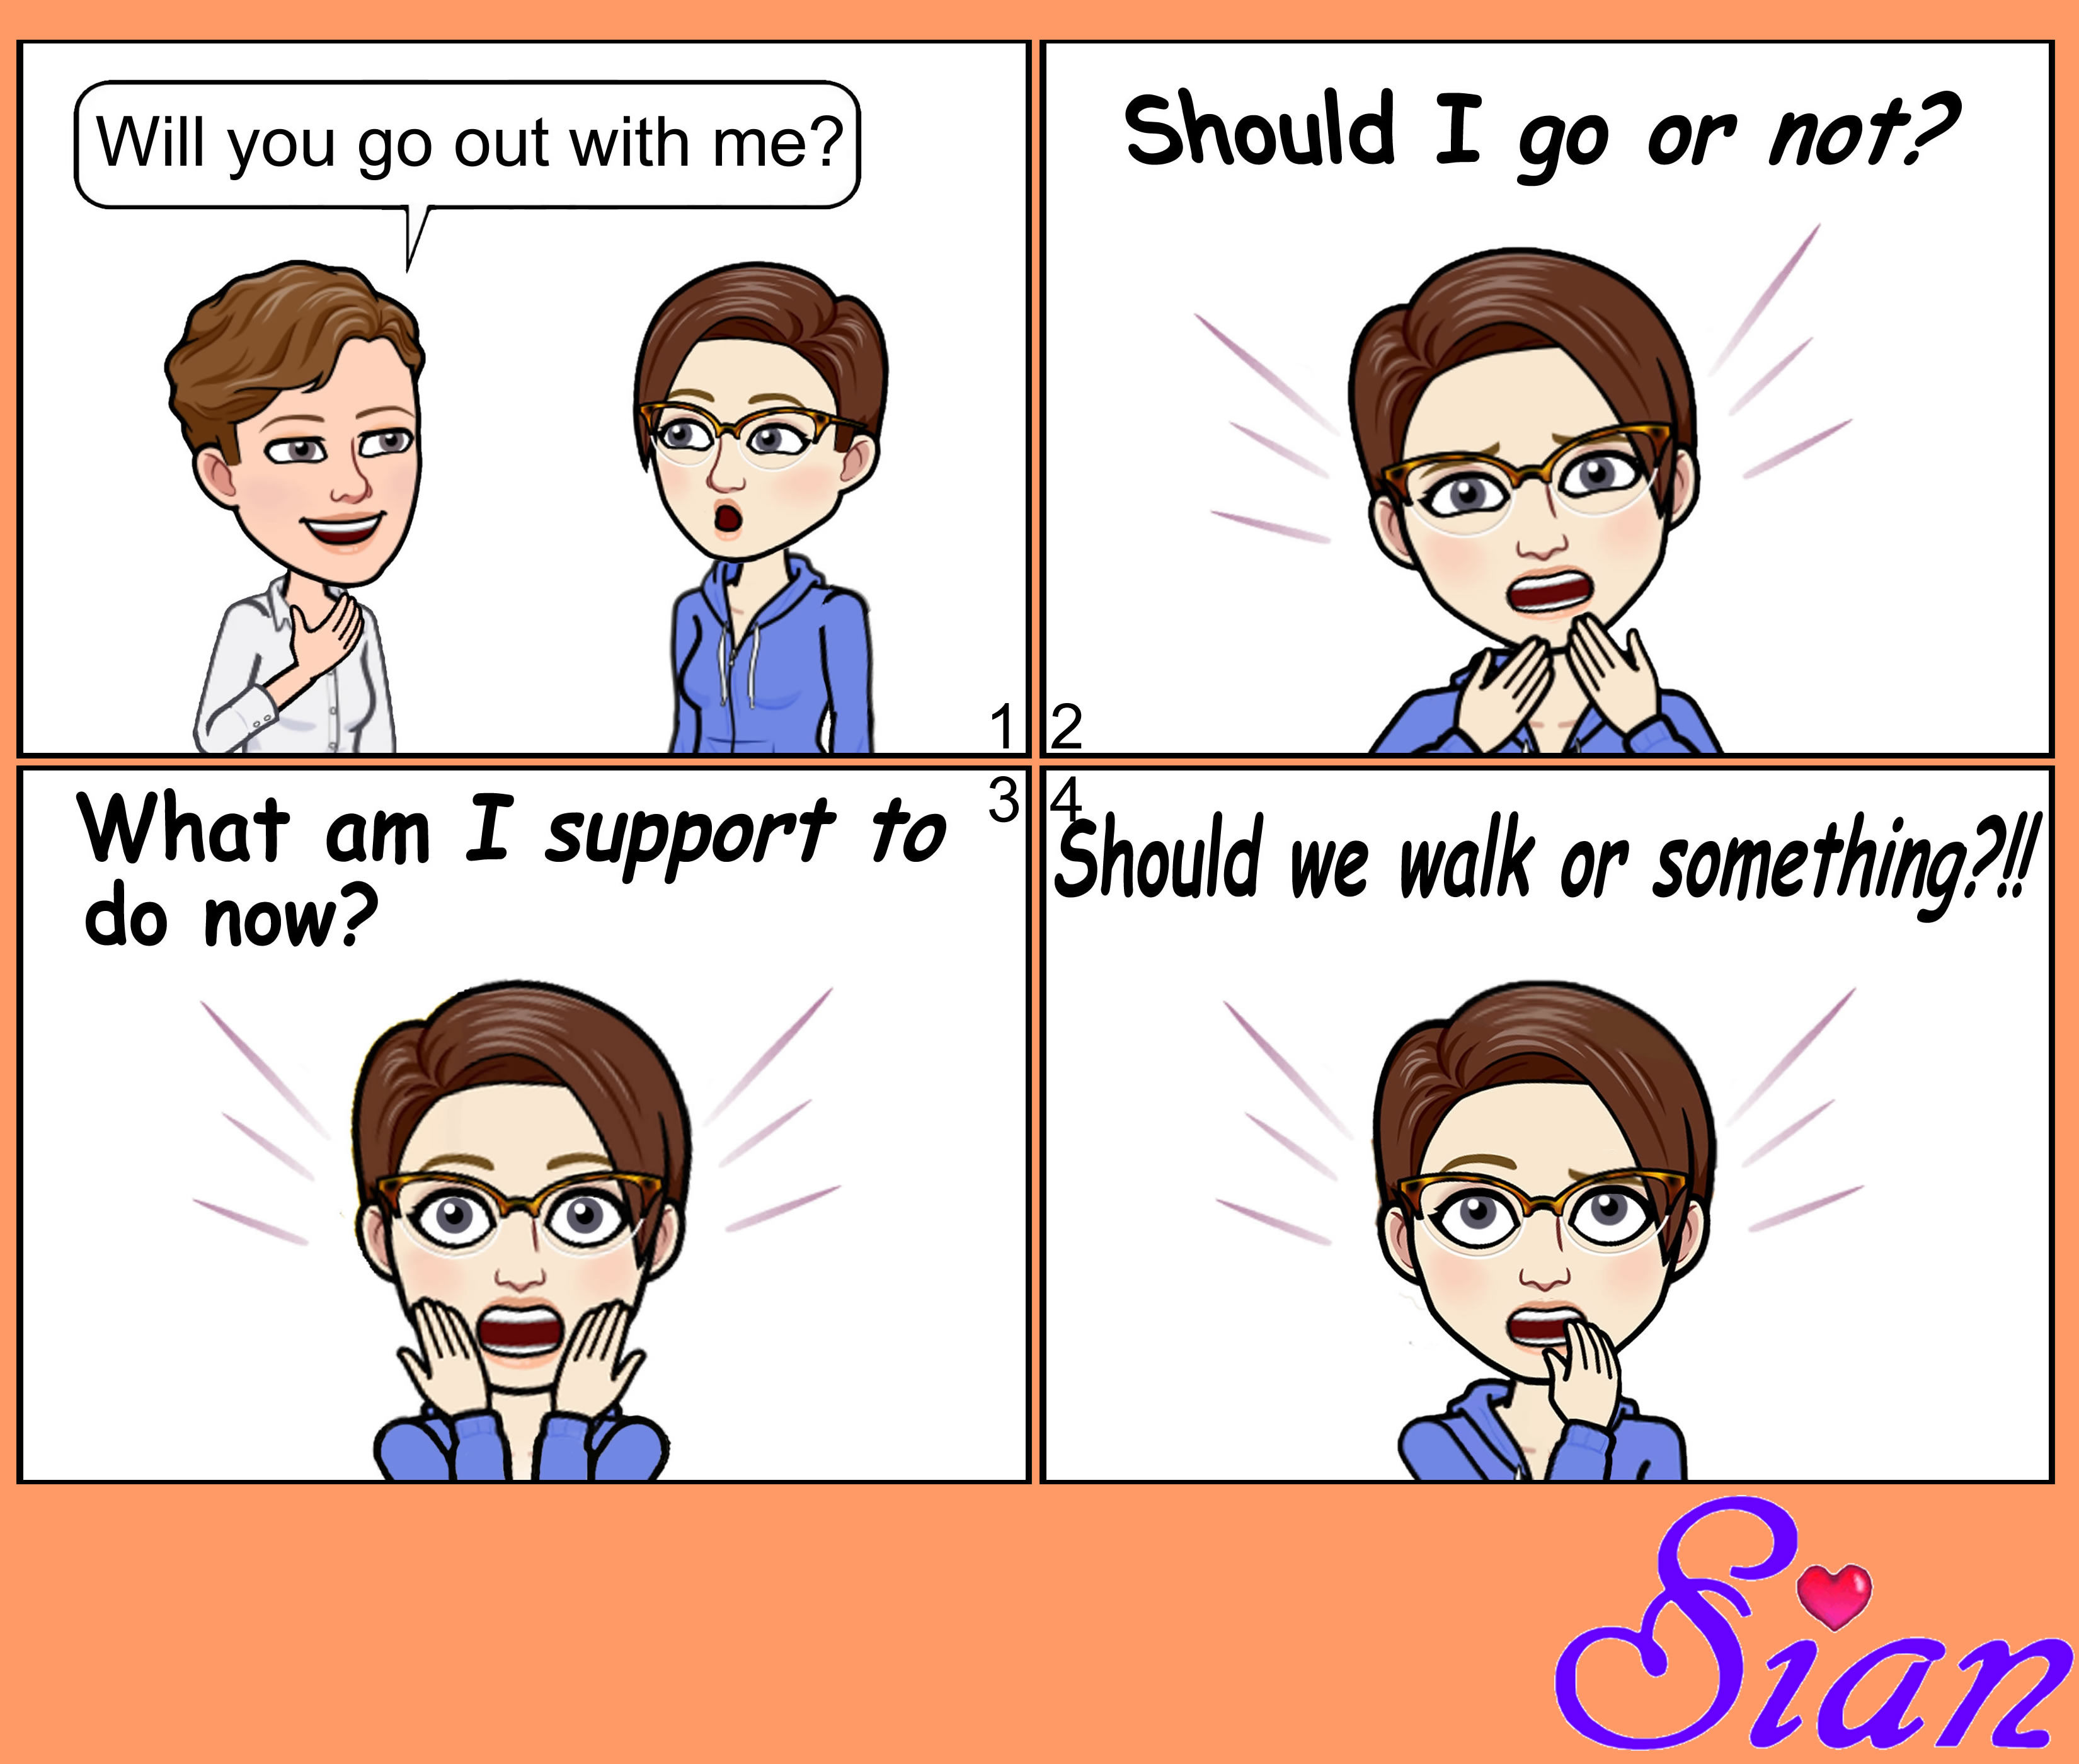 Will you go out with me?
1
Should I go or not?
2
What am I support to
do now?
3
4
Should we walk or something?!!
Sian